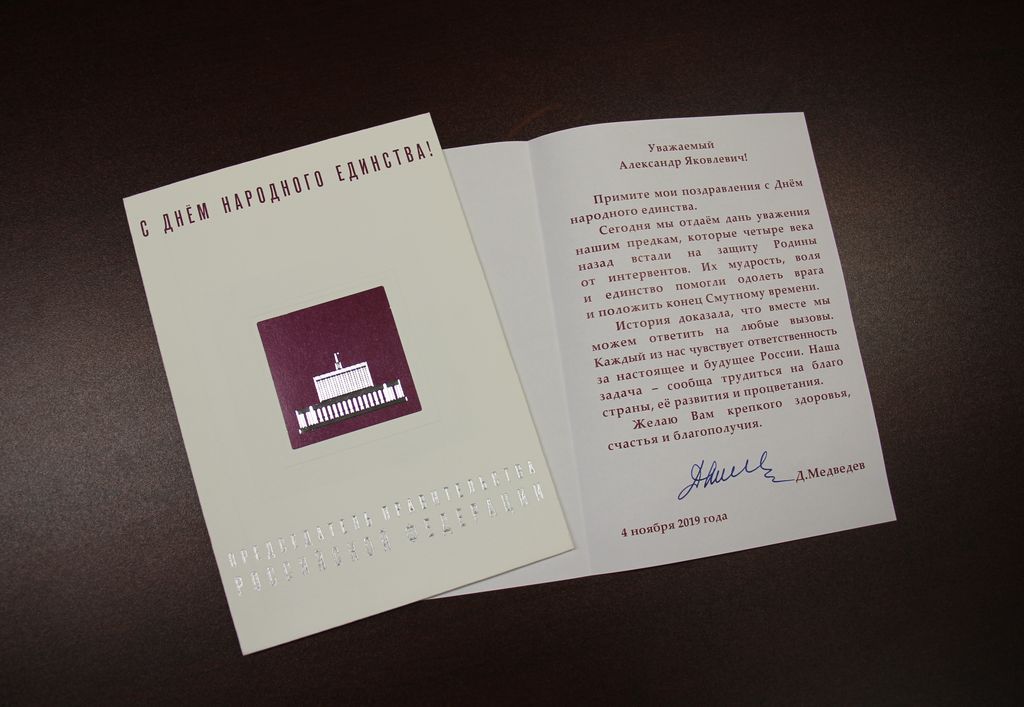 С ДНЁМ НАРОДНОГО ЕДИНСТВА!
ПРЕДСЕДАТЕЛЬ ПРАВИТЕЛЬСТВА
РОССИЙСКОЙ ФЕДЕРАЦИИ
Уважаемый
Александр Яковлевич!
Примите мои поздравления с Днём
народного единства.
Сегодня мы отдаём дань уважения
нашим предкам, которые четыре века
назад встали на защиту Родины
от интервентов. Их мудрость, воля
и единство помогли одолеть врага
и положить конец Смутному времени.
История доказала, что вместе мы
можем ответить на любые вызовы.
Каждый из нас чувствует ответственность
за настоящее и будущее России. Наша
задача – сообща трудиться на благо
страны, её развития и процветания.
Желаю Вам крепкого здоровья,
счастья и благополучия.
Д.Медведев
4 ноября 2019 года